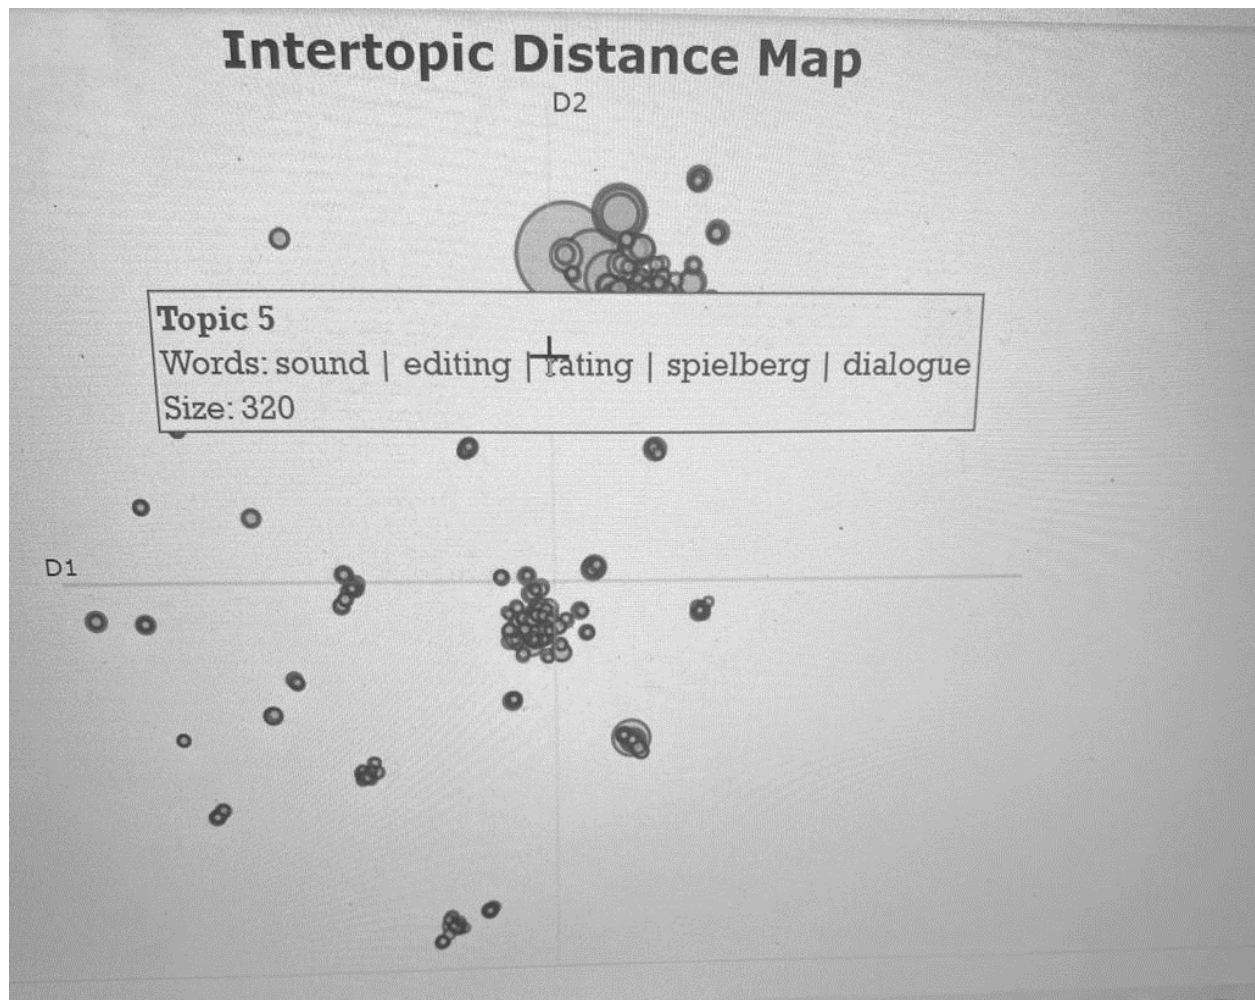 Intertopic Distance Map
D2
Topic 5
Words: sound | editing | rating | spielberg | dialogue
Size: 320
D1